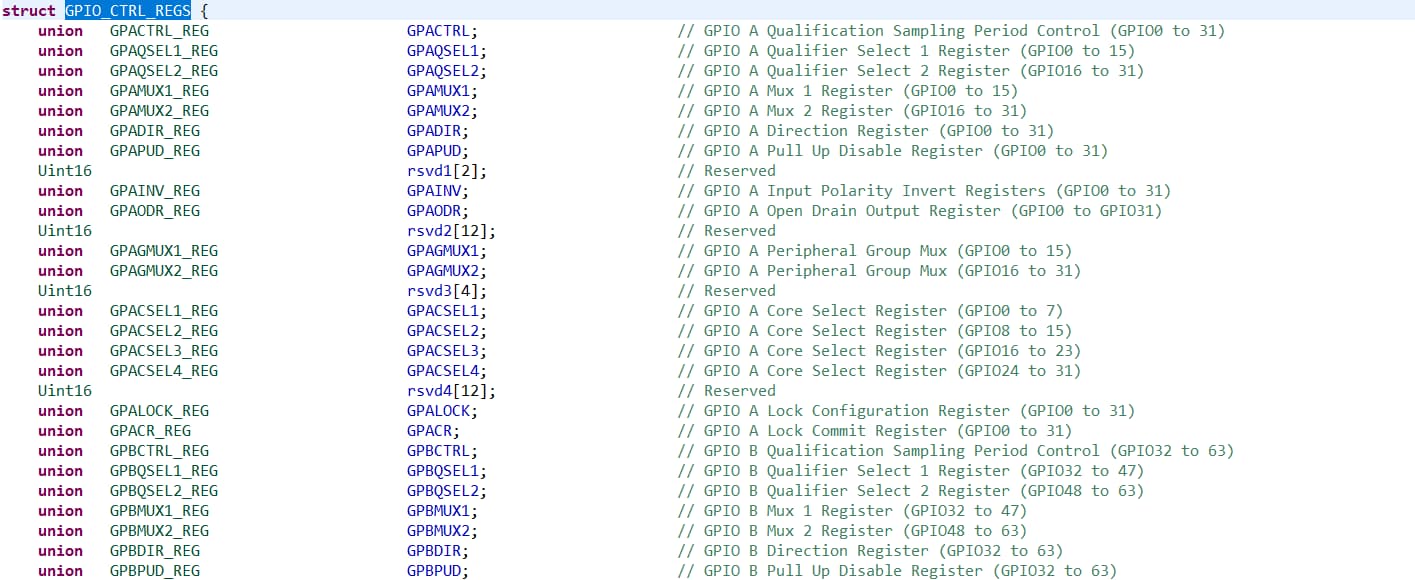 struct GPIO_CTRL_REGS {
union GPACTRL_REG GPACTRL; // GPIO A Qualification Sampling Period Control (GPIO0 to 31)
union GPAQSEL1_REG GPAQSEL1; // GPIO A Qualifier Select 1 Register (GPIO0 to 15)
union GPAQSEL2_REG GPAQSEL2; // GPIO A Qualifier Select 2 Register (GPIO16 to 31)
union GPAMUX1_REG GPAMUX1; // GPIO A Mux 1 Register (GPIO0 to 15)
union GPAMUX2_REG GPAMUX2; // GPIO A Mux 2 Register (GPIO16 to 31)
union GPADIR_REG GPADIR; // GPIO A Direction Register (GPIO0 to 31)
union GPAPUD_REG GPAPUD; // GPIO A Pull Up Disable Register (GPIO0 to 31)
Uint16 rsvd1[2]; // Reserved
union GPAINV_REG GPAINV; // GPIO A Input Polarity Invert Registers (GPIO0 to 31)
union GPAODR_REG GPAODR; // GPIO A Open Drain Output Register (GPIO0 to GPIO31)
Uint16 rsvd2[12]; // Reserved
union GPAGMUX1_REG GPAGMUX1; // GPIO A Peripheral Group Mux (GPIO0 to 15)
union GPAGMUX2_REG GPAGMUX2; // GPIO A Peripheral Group Mux (GPIO16 to 31)
Uint16 rsvd3[4]; // Reserved
union GPACSEL1_REG GPACSEL1; // GPIO A Core Select Register (GPIO0 to 7)
union GPACSEL2_REG GPACSEL2; // GPIO A Core Select Register (GPIO8 to 15)
union GPACSEL3_REG GPACSEL3; // GPIO A Core Select Register (GPIO16 to 23)
union GPACSEL4_REG GPACSEL4; // GPIO A Core Select Register (GPIO24 to 31)
Uint16 rsvd4[12]; // Reserved
union GPALOCK_REG GPALOCK; // GPIO A Lock Configuration Register (GPIO0 to 31)
union GPACR_REG GPACR; // GPIO A Lock Commit Register (GPIO0 to 31)
union GPBCTRL_REG GPBCTRL; // GPIO B Qualification Sampling Period Control (GPIO32 to 63)
union GPBQSEL1_REG GPBQSEL1; // GPIO B Qualifier Select 1 Register (GPIO32 to 47)
union GPBQSEL2_REG GPBQSEL2; // GPIO B Qualifier Select 2 Register (GPIO48 to 63)
union GPBMUX1_REG GPBMUX1; // GPIO B Mux 1 Register (GPIO32 to 47)
union GPBMUX2_REG GPBMUX2; // GPIO B Mux 2 Register (GPIO48 to 63)
union GPBDIR_REG GPBDIR; // GPIO B Direction Register (GPIO32 to 63)
union GPBPUD_REG GPBPUD; // GPIO B Pull Up Disable Register (GPIO32 to 63)